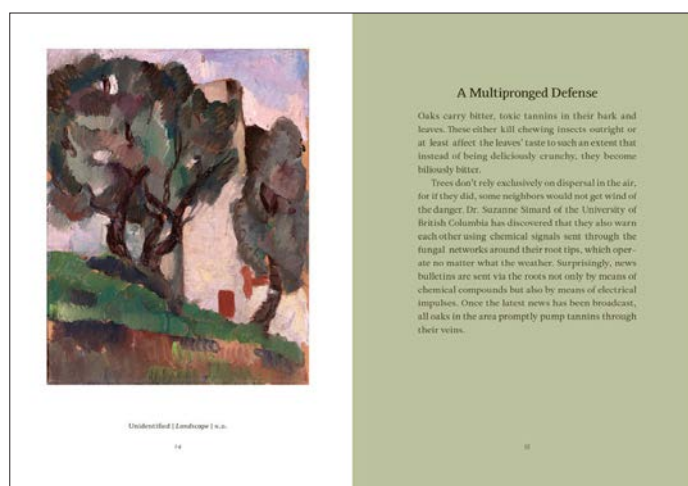 Unidentified | Landscape | n.d.
14
A Multipronged Defense
Oaks carry bitter, toxic tannins in their bark and
leaves. These either kill chewing insects outright or
at least affect the leaves' taste to such an extent that
instead of being deliciously crunchy, they become
biliously bitter.
Trees don't rely exclusively on dispersal in the air,
for if they did, some neighbors would not get wind of
the danger. Dr. Suzanne Simard of the University of
British Columbia has discovered that they also warn
each other using chemical signals sent through the
fungal networks around their root tips, which oper-
ate no matter what the weather. Surprisingly, news
bulletins are sent via the roots not only by means of
chemical compounds but also by means of electrical
impulses. Once the latest news has been broadcast,
all oaks in the area promptly pump tannins through
their veins.